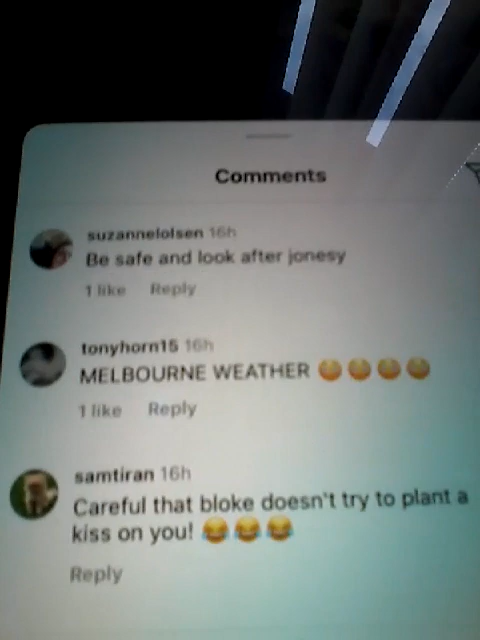 Comments
suzannelolsen 16h
Be safe and look after jonesy
1 like Reply
tonyhorn15 16h
MELBOURNE WEATHER
1 like Reply
samtiran 16h
Careful that bloke doesn't try to plant a
kiss on you! 😂😂😂
Reply